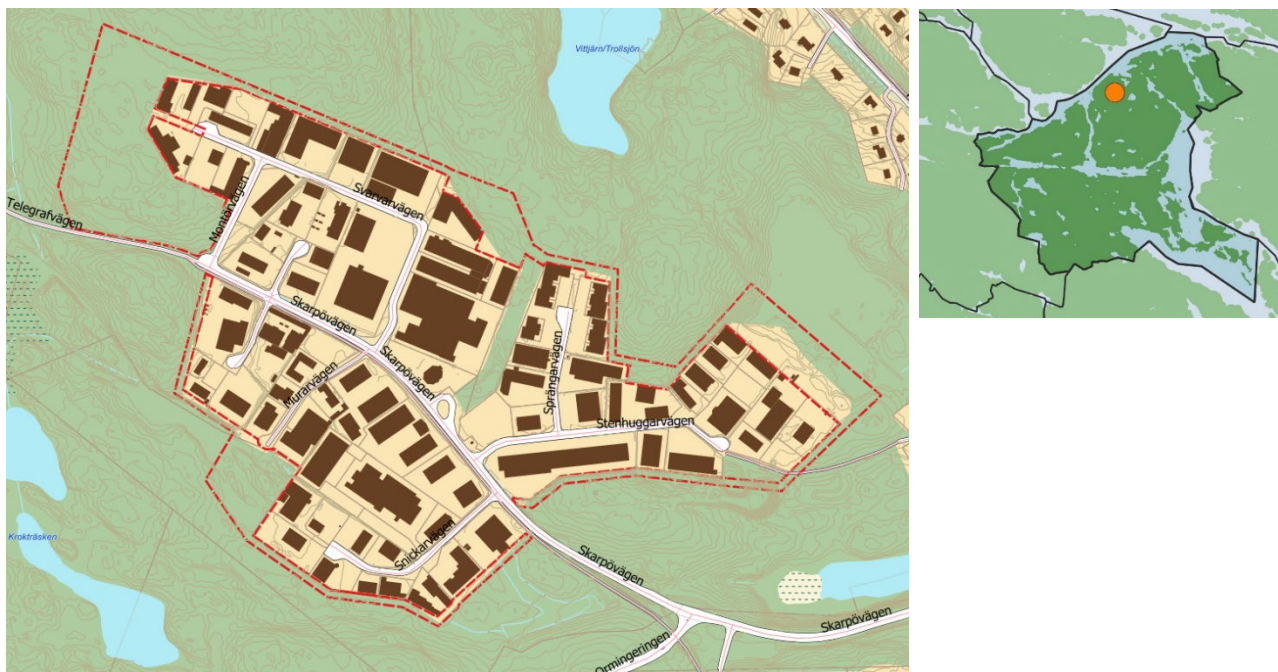 Vittjärn/Trollsjön
Telegrafvägen
Montörvägen
Svarvarvägen
Skarpövägen
Skarpövägen
Murarvägen
Sprängarvägen
Stenhuggarvägen
Snickarvägen
Krokträsken
Skarpövägen
Skarpövägen
Ormingeringen